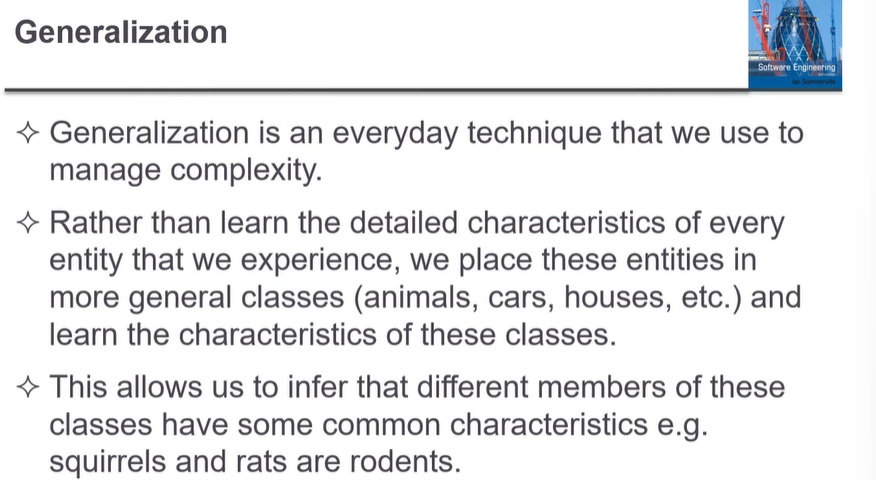 Generalization
Software Engineering
Ian Sommerville
✧ Generalization is an everyday technique that we use to
manage complexity.
✧ Rather than learn the detailed characteristics of every
entity that we experience, we place these entities in
more general classes (animals, cars, houses, etc.) and
learn the characteristics of these classes.
✧ This allows us to infer that different members of these
classes have some common characteristics e.g.
squirrels and rats are rodents.